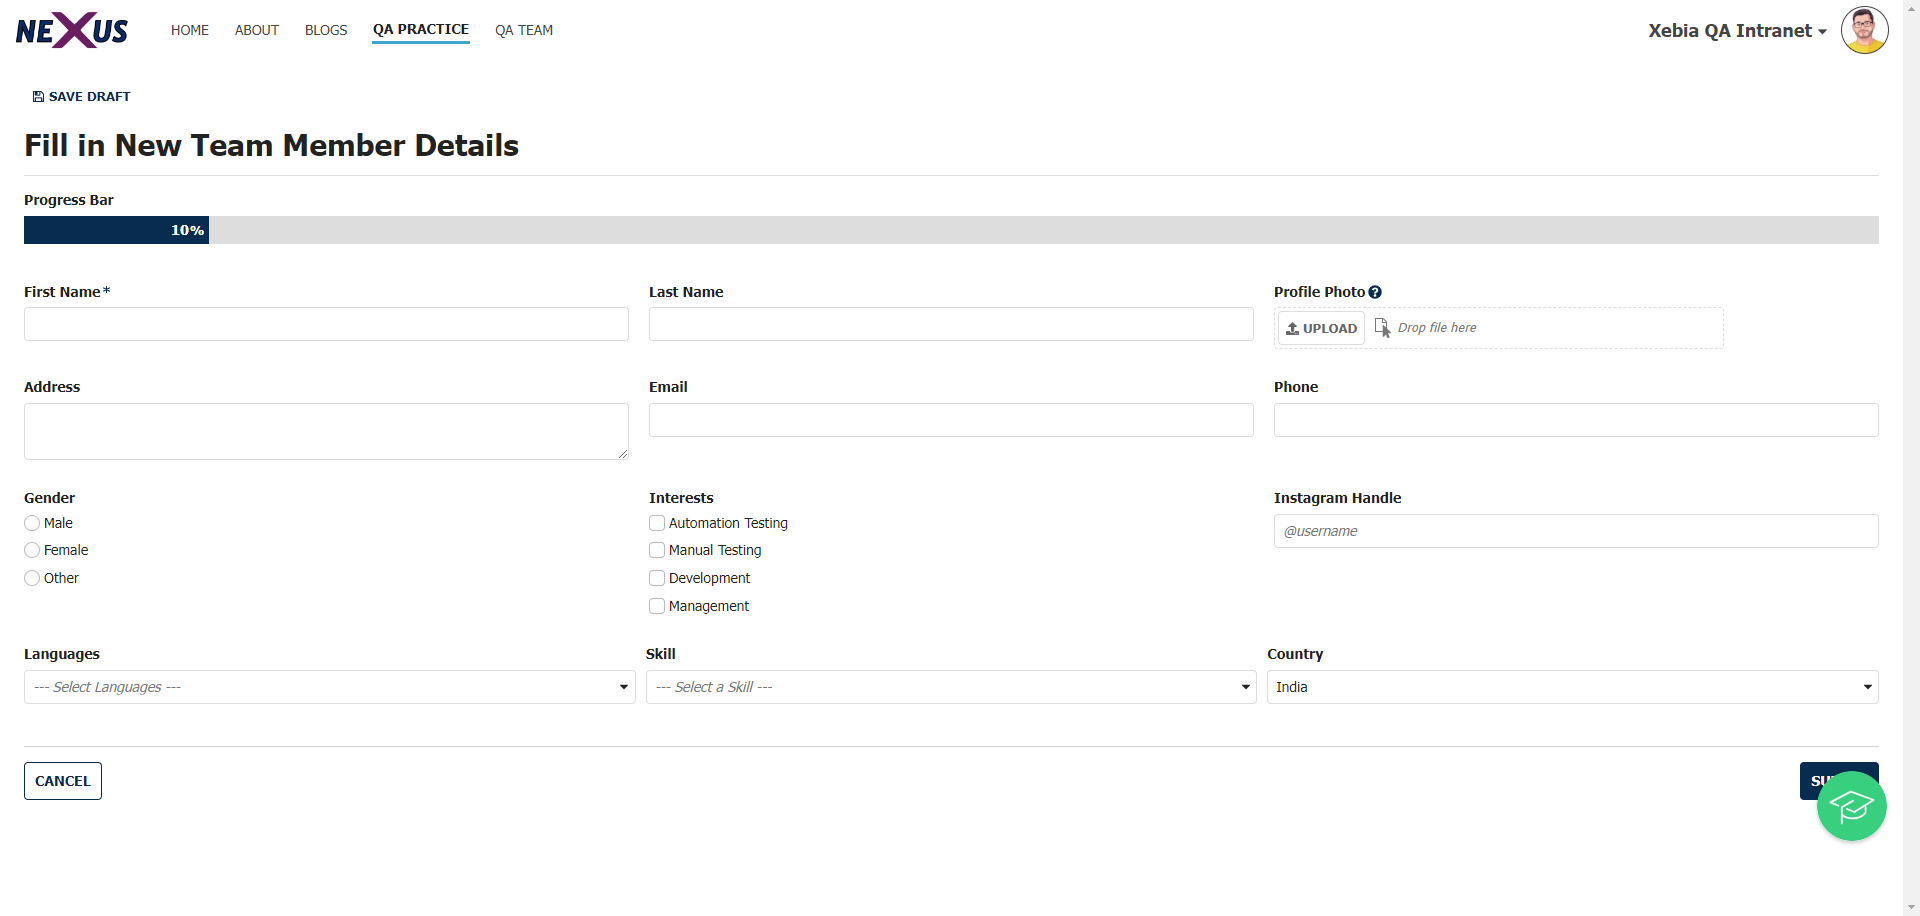 NEXUS HOME ABOUT BLOGS QA PRACTICE QA TEAM Xebia QA Intranet
SAVE DRAFT
Fill in New Team Member Details
Progress Bar
10%
First Name* Last Name Profile Photo
UPLOAD Drop file here
Address Email Phone
Gender Interests Instagram Handle
Male Automation Testing @username
Female Manual Testing
Other Development
Management
Languages Skill Country
--- Select Languages --- --- Select a Skill --- India
CANCEL